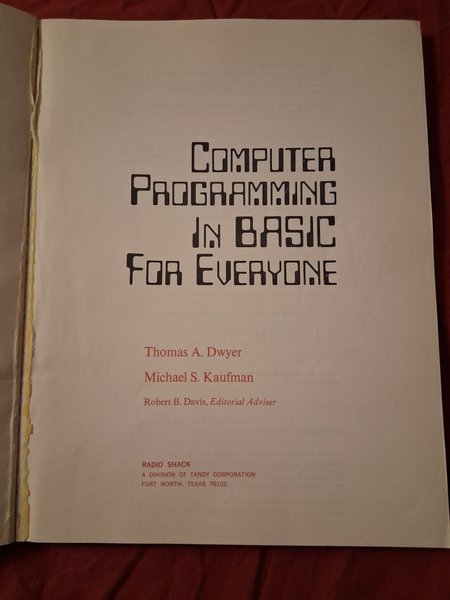 COMPUTER
PROGRAMMING
IN BASIC
FOR EVERYONE
Thomas A. Dwyer
Michael S. Kaufman
Robert B. Davis, Editorial Adviser
RADIO SHACK
A DIVISION OF TANDY CORPORATION
FORT WORTH, TEXAS 76102